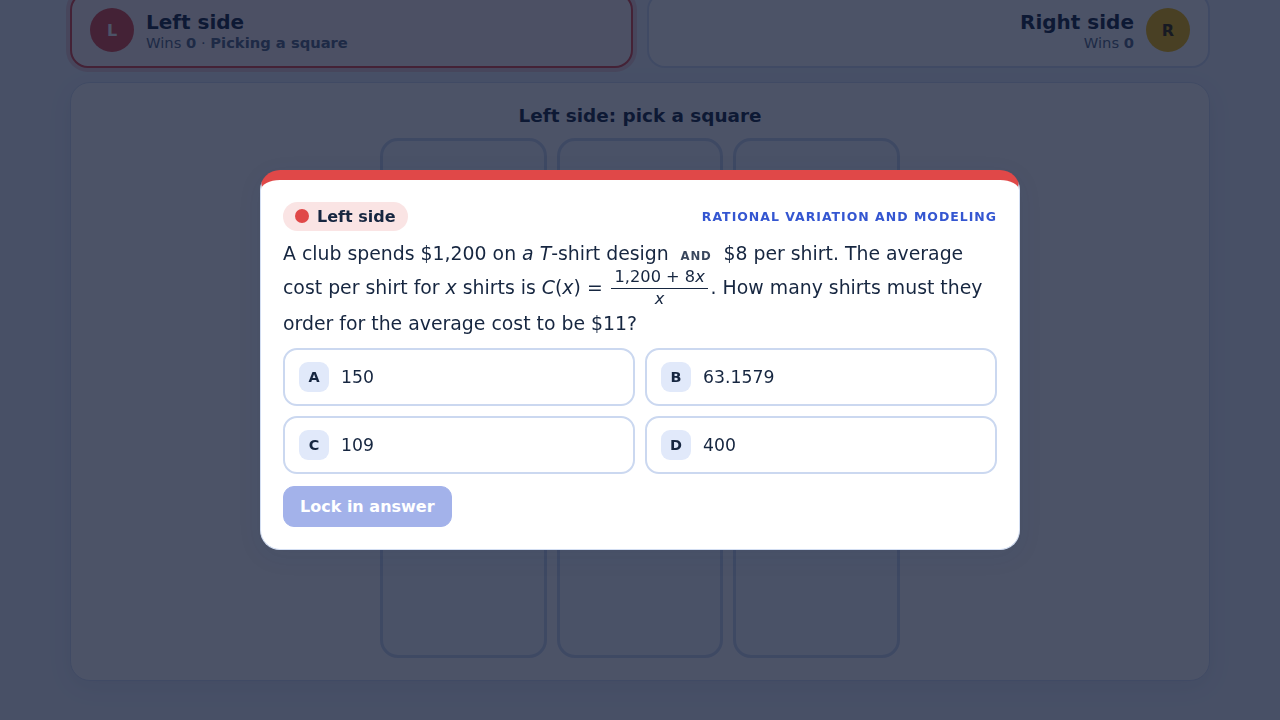 L
Left side
Wins 0 · Picking a square
Right side
Wins 0
R
Left side: pick a square
Left side
RATIONAL VARIATION AND MODELING
A club spends $1,200 on a T-shirt design AND $8 per shirt. The average
cost per shirt for x shirts is C(x) = (1,200 + 8x)/x. How many shirts must they
order for the average cost to be $11?
A 150
B 63.1579
C 109
D 400
Lock in answer